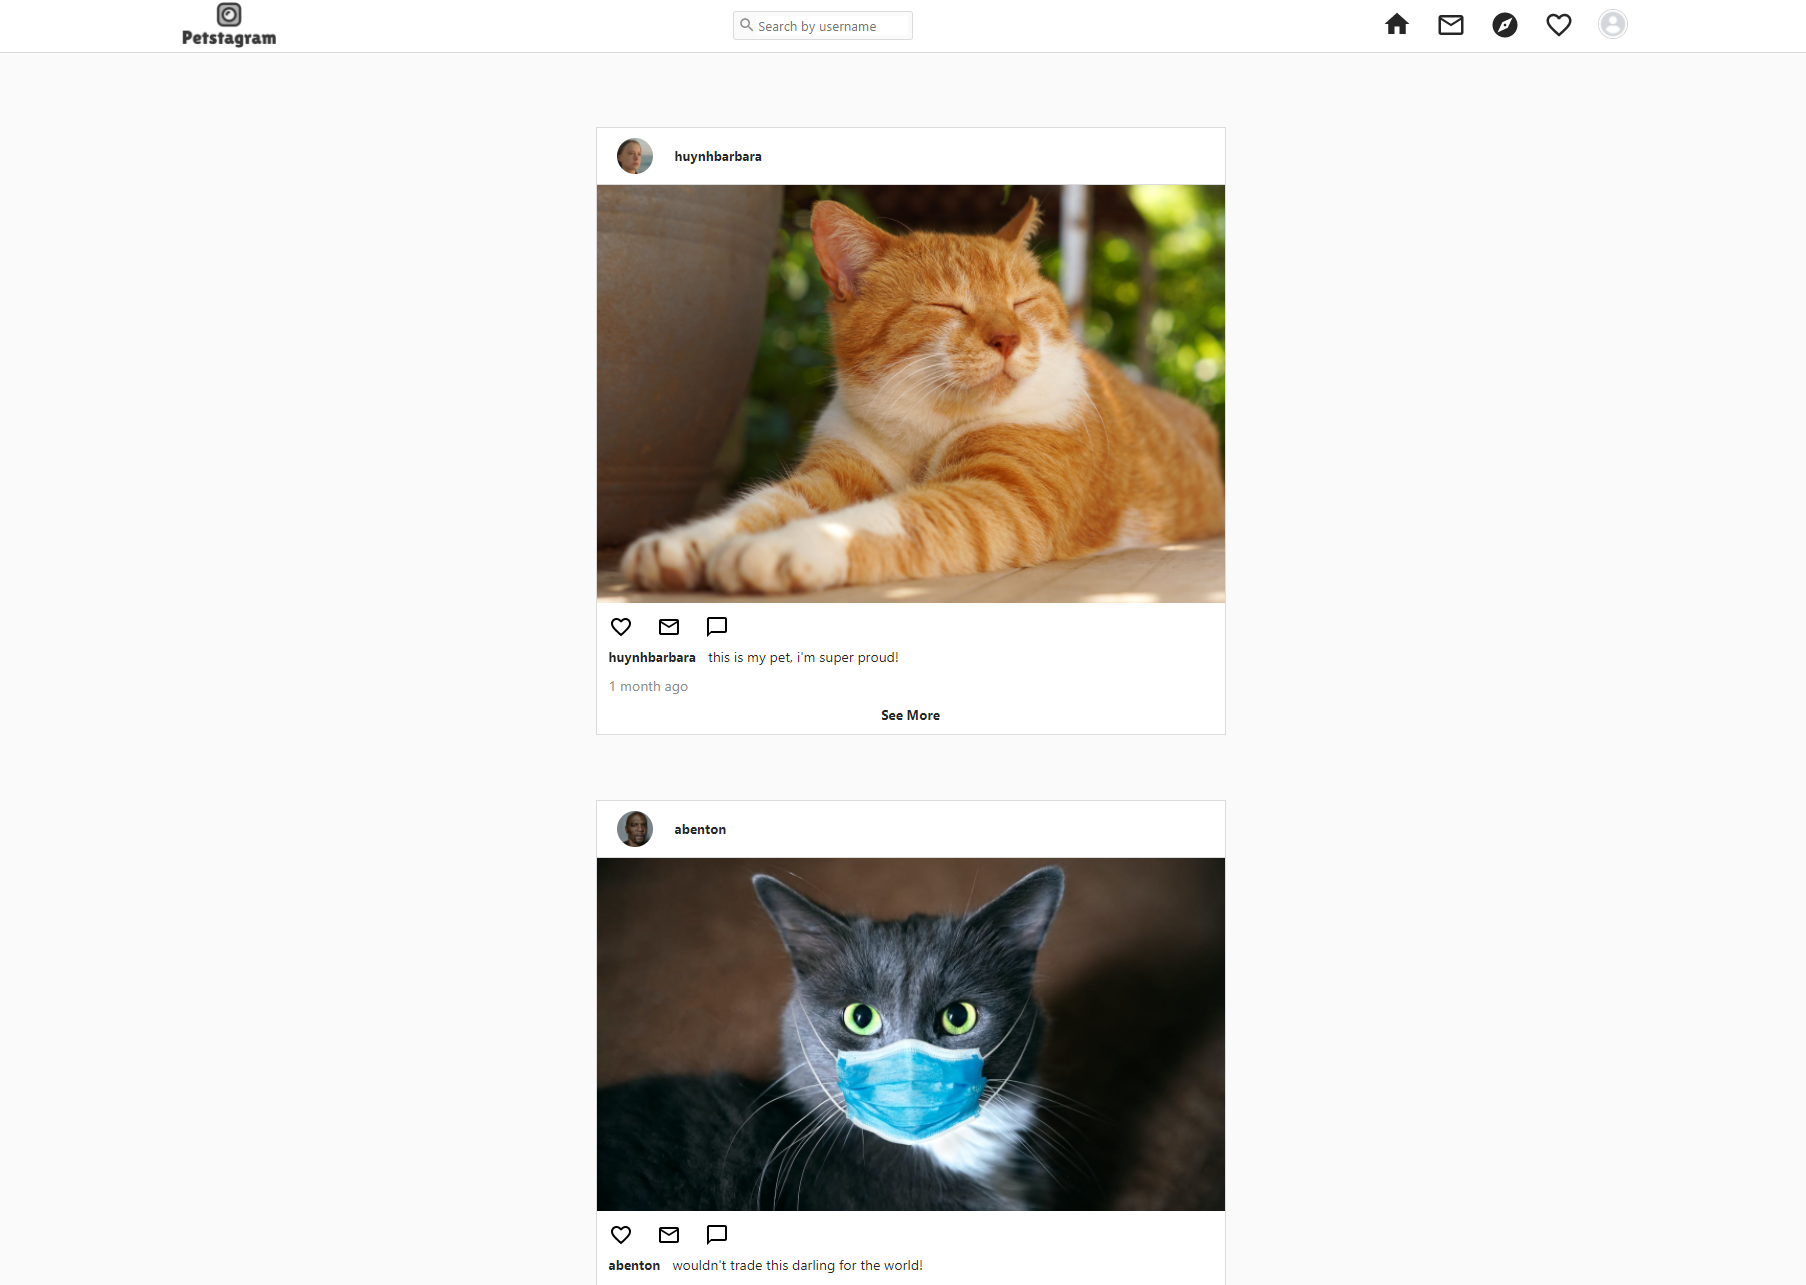 Petstagram
Search by username
huynhbarbara
huynhbarbara this is my pet, i'm super proud!
1 month ago
See More
abenton
abenton wouldn't trade this darling for the world!